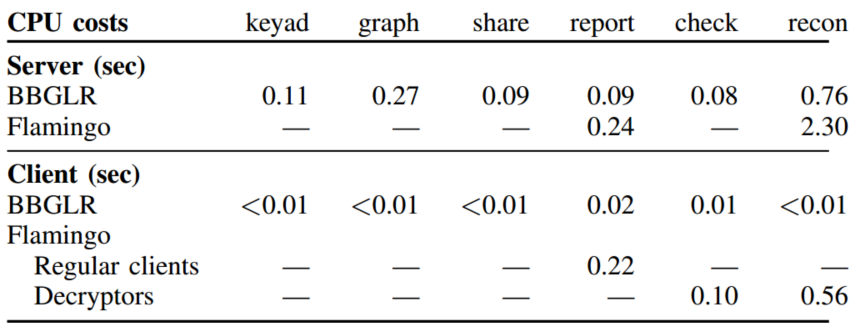 CPU costs keyad graph share report check recon
Server (sec)
BBGLR 0.11 0.27 0.09 0.09 0.08 0.76
Flamingo — — — 0.24 — 2.30
Client (sec)
BBGLR <0.01 <0.01 <0.01 0.02 0.01 <0.01
Flamingo
Regular clients — — — 0.22 — —
Decryptors — — — — 0.10 0.56